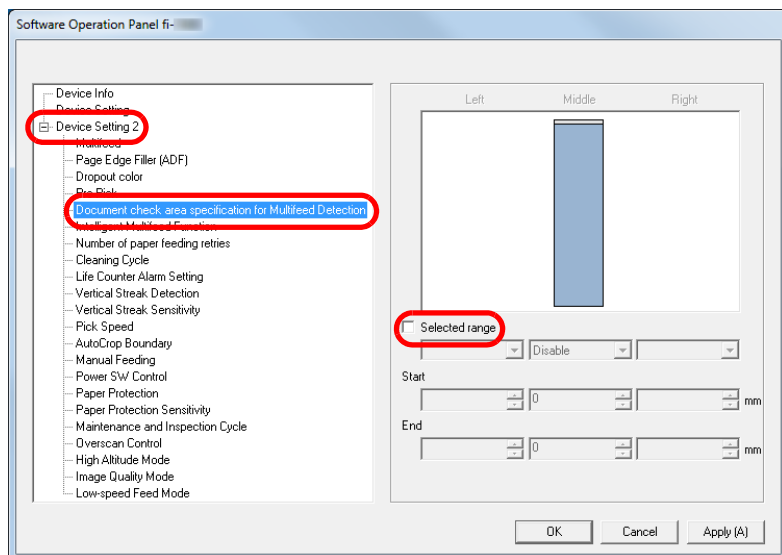 Software Operation Panel fi-
Device Info
Device Setting
Device Setting 2
Multifeed
Page Edge Filler (ADF)
Dropout color
Pre Pick
Document check area specification for Multifeed Detection
Intelligent Multifeed Function
Number of paper feeding retries
Cleaning Cycle
Life Counter Alarm Setting
Vertical Streak Detection
Vertical Streak Sensitivity
Pick Speed
AutoCrop Boundary
Manual Feeding
Power SW Control
Paper Protection
Paper Protection Sensitivity
Maintenance and Inspection Cycle
Overscan Control
High Altitude Mode
Image Quality Mode
Low-speed Feed Mode
Left Middle Right
Selected range
Disable
Start
0 mm
End
0 mm
OK Cancel Apply (A)